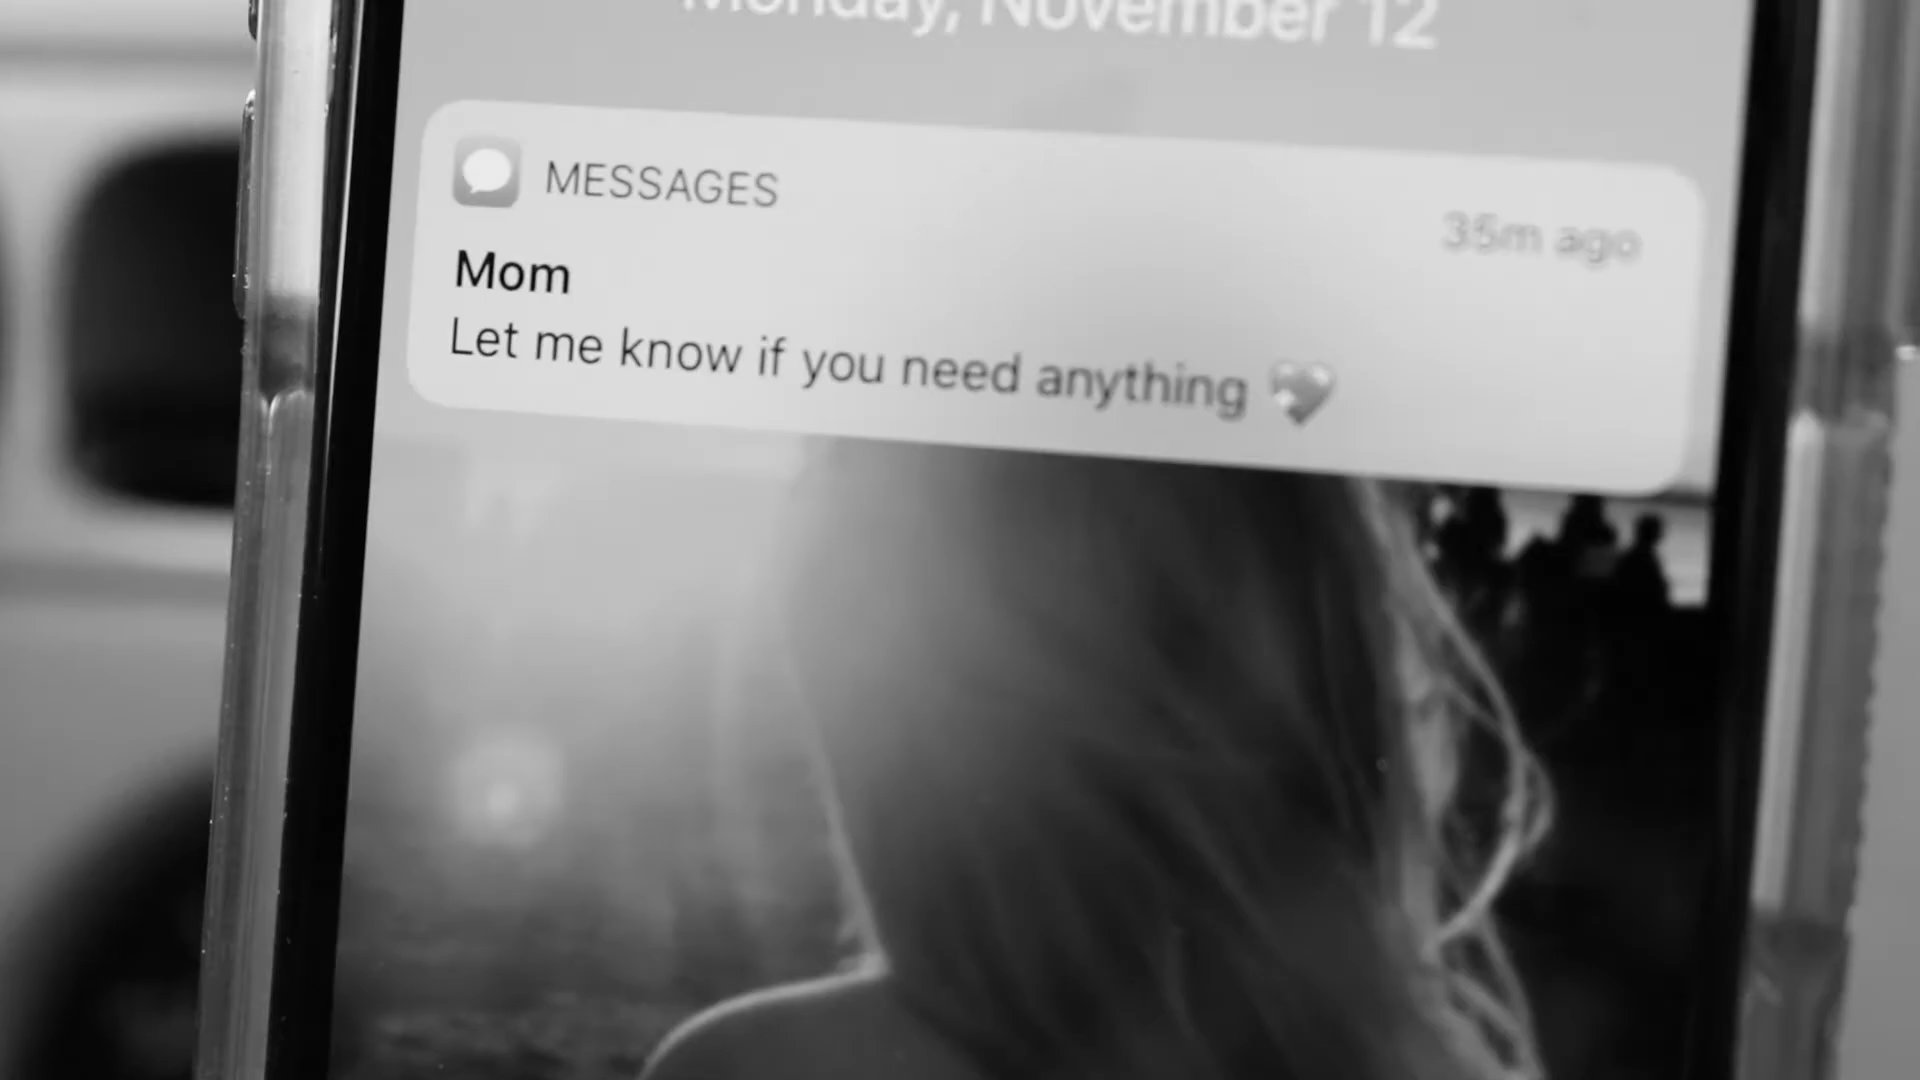 Monday, November 12
MESSAGES
35m ago
Mom
Let me know if you need anything 💖